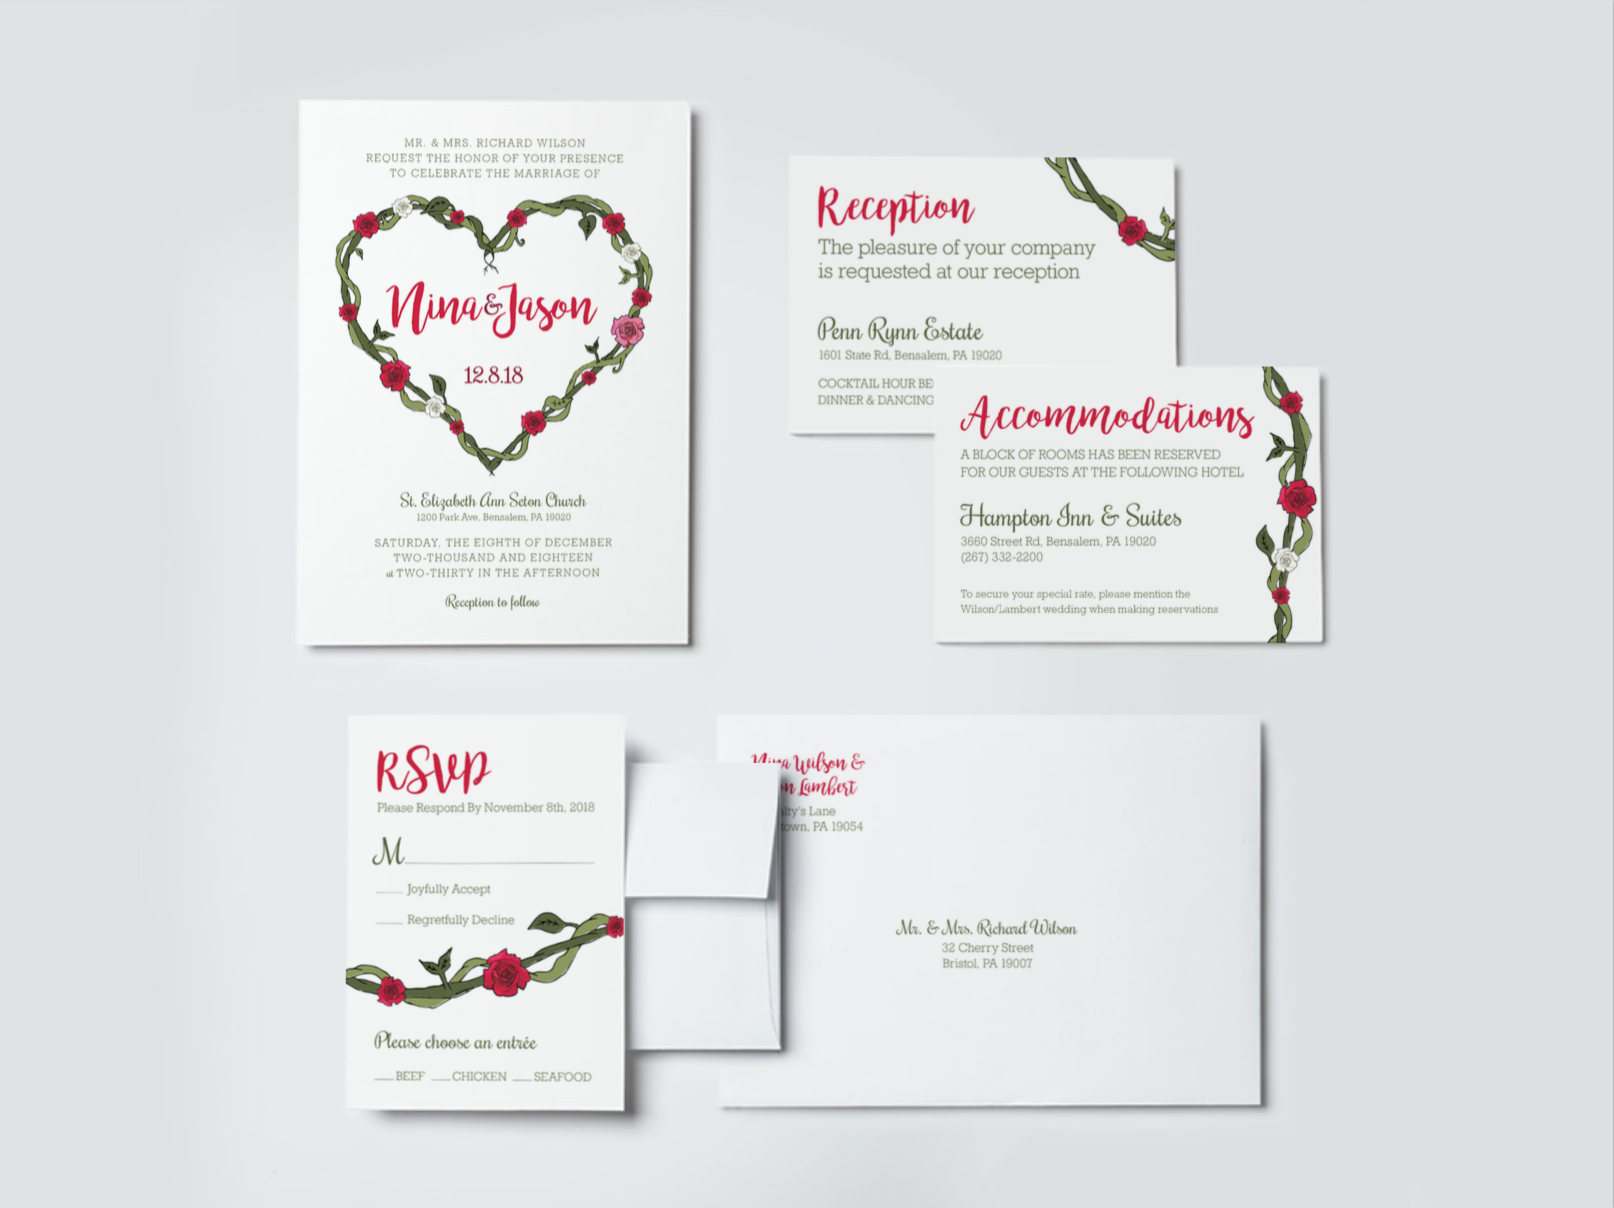 MR. & MRS. RICHARD WILSON
REQUEST THE HONOR OF YOUR PRESENCE
TO CELEBRATE THE MARRIAGE OF
Nina & Jason
12.8.18
St. Elizabeth Ann Seton Church
1200 Park Ave, Bensalem, PA 19020
SATURDAY, THE EIGHTH OF DECEMBER
TWO-THOUSAND AND EIGHTEEN
at TWO-THIRTY IN THE AFTERNOON
Reception to follow
Reception
The pleasure of your company
is requested at our reception
Penn Rynn Estate
1601 State Rd, Bensalem, PA 19020
COCKTAIL HOUR
DINNER & DANCING
Accommodations
A BLOCK OF ROOMS HAS BEEN RESERVED
FOR OUR GUESTS AT THE FOLLOWING HOTEL
Hampton Inn & Suites
3660 Street Rd, Bensalem, PA 19020
(267) 332-2200
To secure your special rate, please mention the
Wilson/Lambert wedding when making reservations
RSVP
Please Respond By November 8th, 2018
M
Joyfully Accept
Regretfully Decline
Please choose an entrée
BEEF CHICKEN SEAFOOD
Nina Wilson &
Lambert
Lane
PA 19054
Mr. & Mrs. Richard Wilson
32 Cherry Street
Bristol, PA 19007